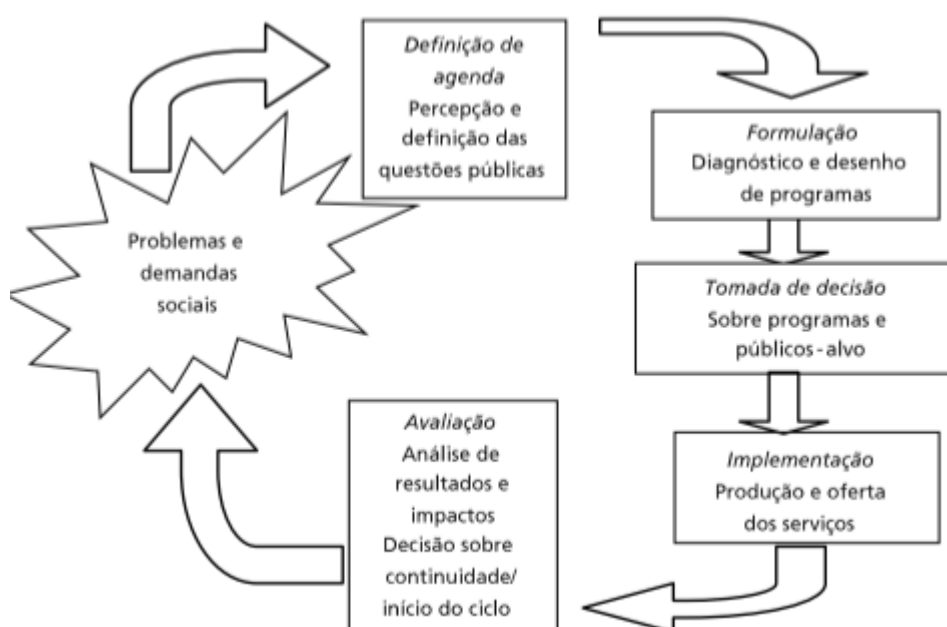 Definição de
agenda
Percepção e
definição das
questões públicas
Formulação
Diagnóstico e desenho
de programas
Problemas e
demandas
sociais
Tomada de decisão
Sobre programas e
públicos-alvo
Avaliação
Análise de
resultados e
impactos
Decisão sobre
continuidade/
início do ciclo
Implementação
Produção e oferta
dos serviços